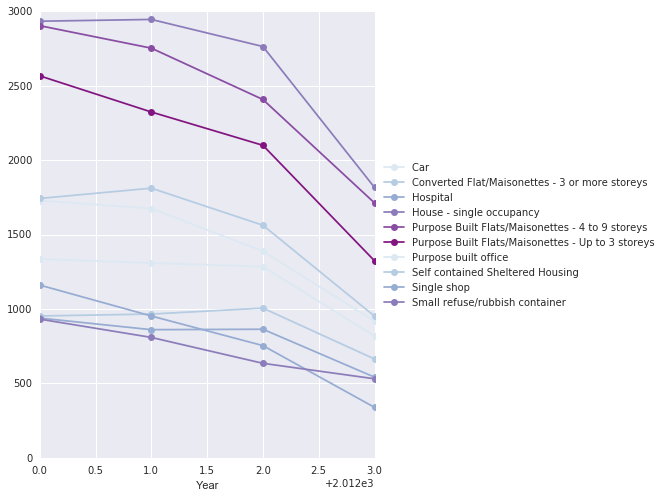 3000
2500
2000
1500
1000
500
0
0.0 0.5 1.0 1.5 2.0 2.5 3.0
+2.012e3
Year
Car
Converted Flat/Maisonettes - 3 or more storeys
Hospital
House - single occupancy
Purpose Built Flats/Maisonettes - 4 to 9 storeys
Purpose Built Flats/Maisonettes - Up to 3 storeys
Purpose built office
Self contained Sheltered Housing
Single shop
Small refuse/rubbish container